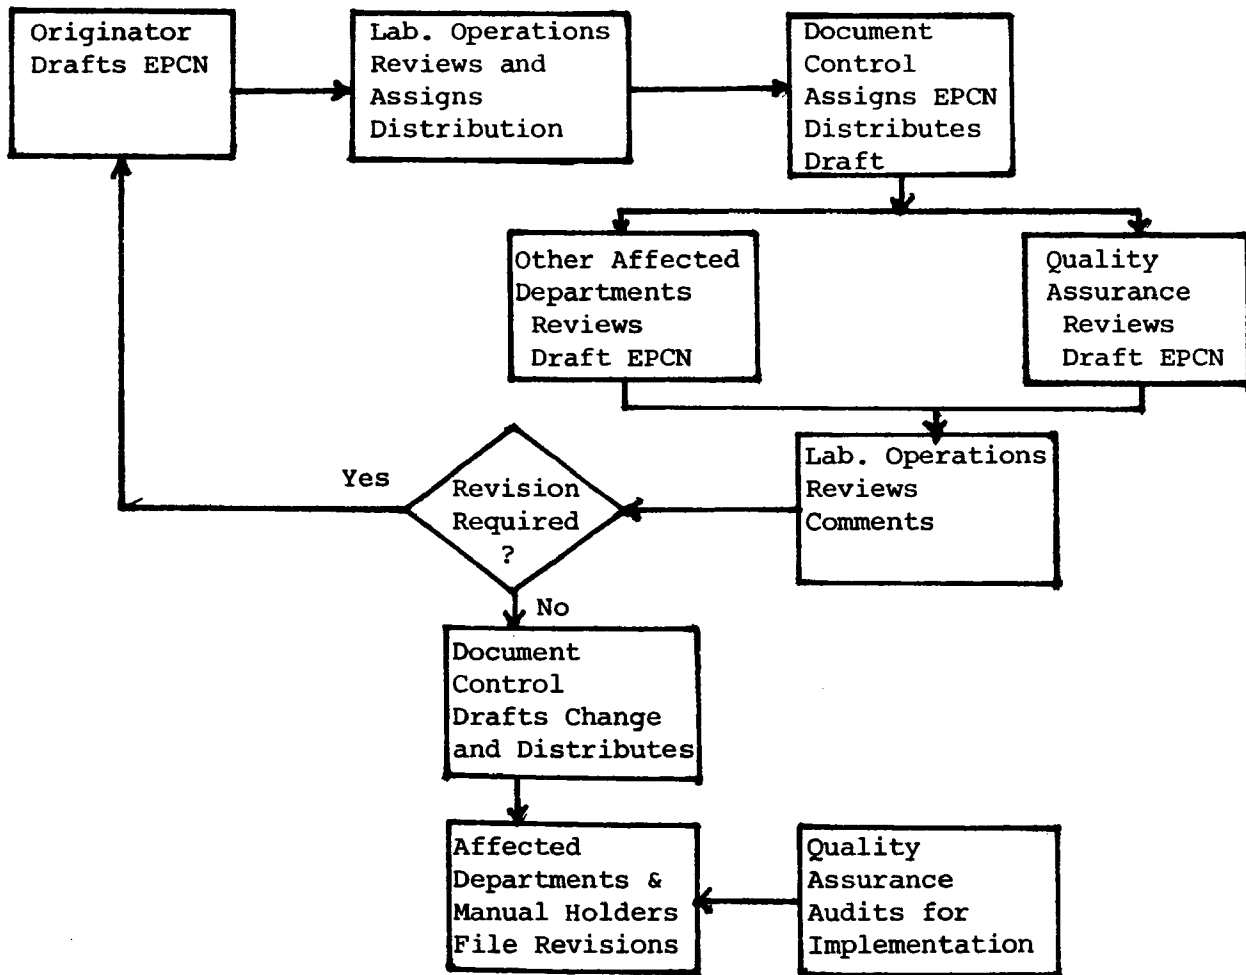 Originator
Drafts EPCN
Lab. Operations
Reviews and
Assigns
Distribution
Document
Control
Assigns EPCN
Distributes
Draft
Other Affected
Departments
Reviews
Draft EPCN
Quality
Assurance
Reviews
Draft EPCN
Lab. Operations
Reviews
Comments
Yes
Revision
Required
?
No
Document
Control
Drafts Change
and Distributes
Affected
Departments &
Manual Holders
File Revisions
Quality
Assurance
Audits for
Implementation